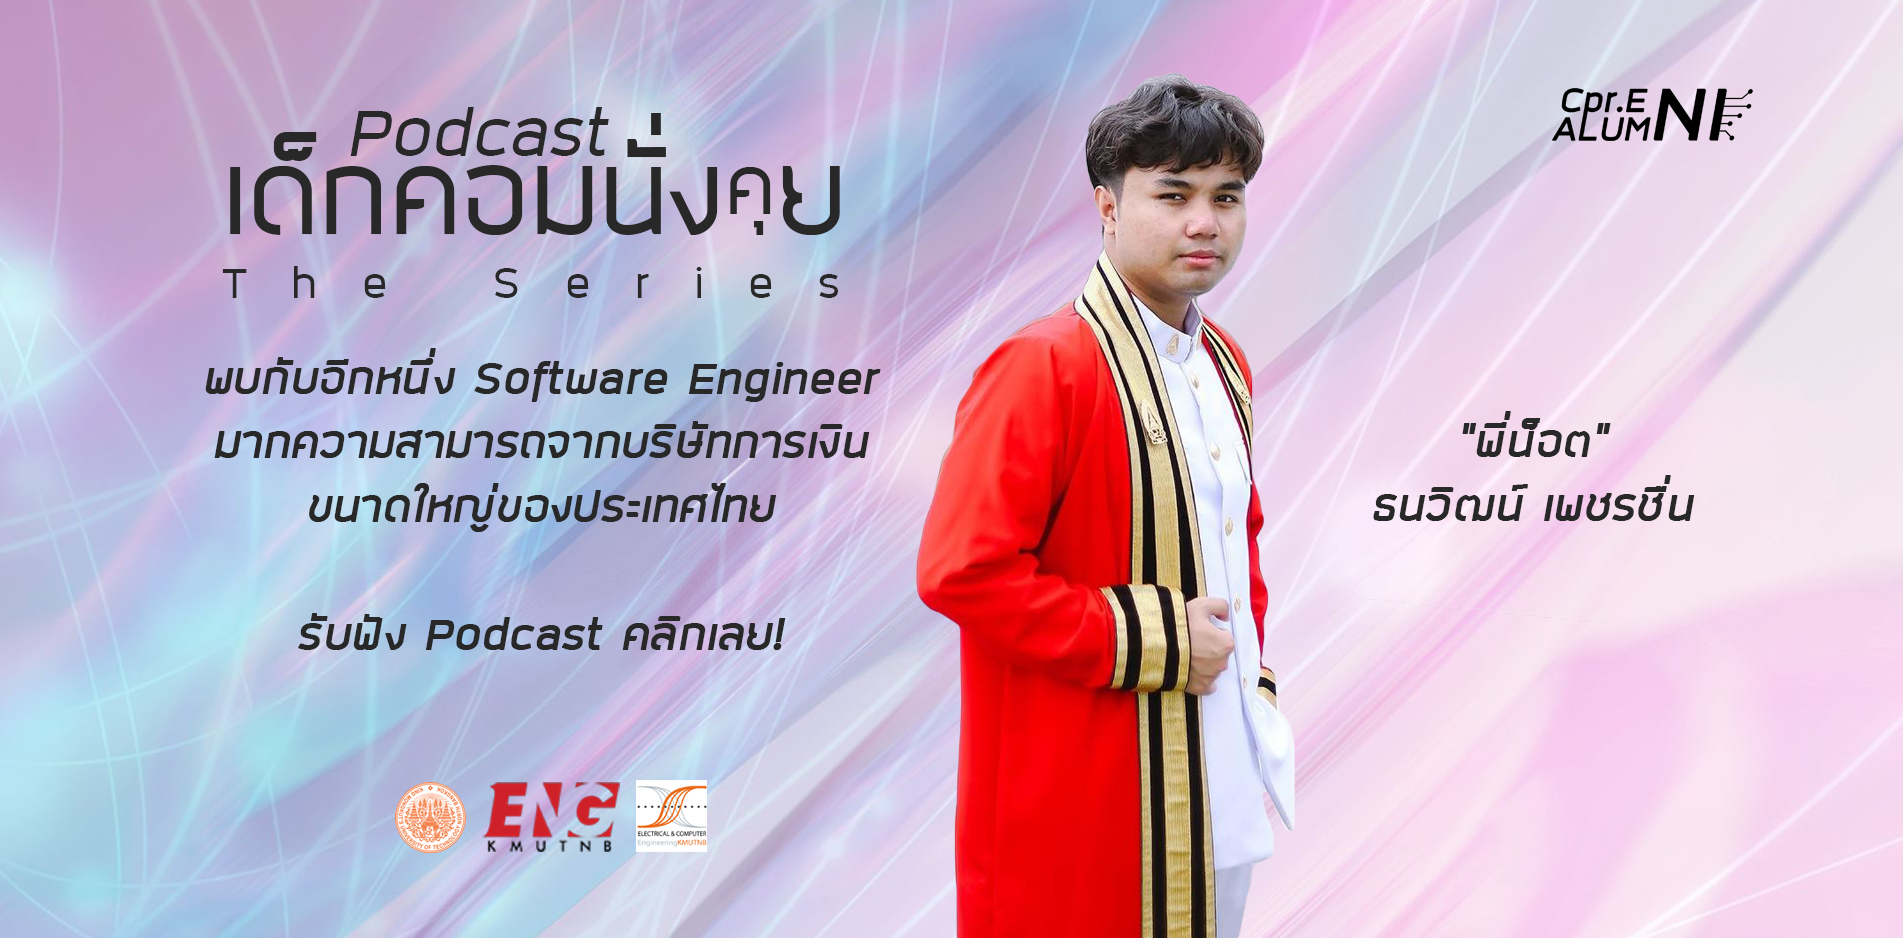 Podcast
เด็กคอมนั่งคุย
The Series
พบกับอีกหนึ่ง Software Engineer
มากความสามารถจากบริษัทการเงิน
ขนาดใหญ่ของประเทศไทย
รับฟัง Podcast คลิกเลย!
Cpr.E
ALUMNI
"พี่น็อต"
ธนวิฒน์ เพชรชื่น
ENG
KMUTNB
ELECTRICAL & COMPUTER
EngineeringKMUTNB